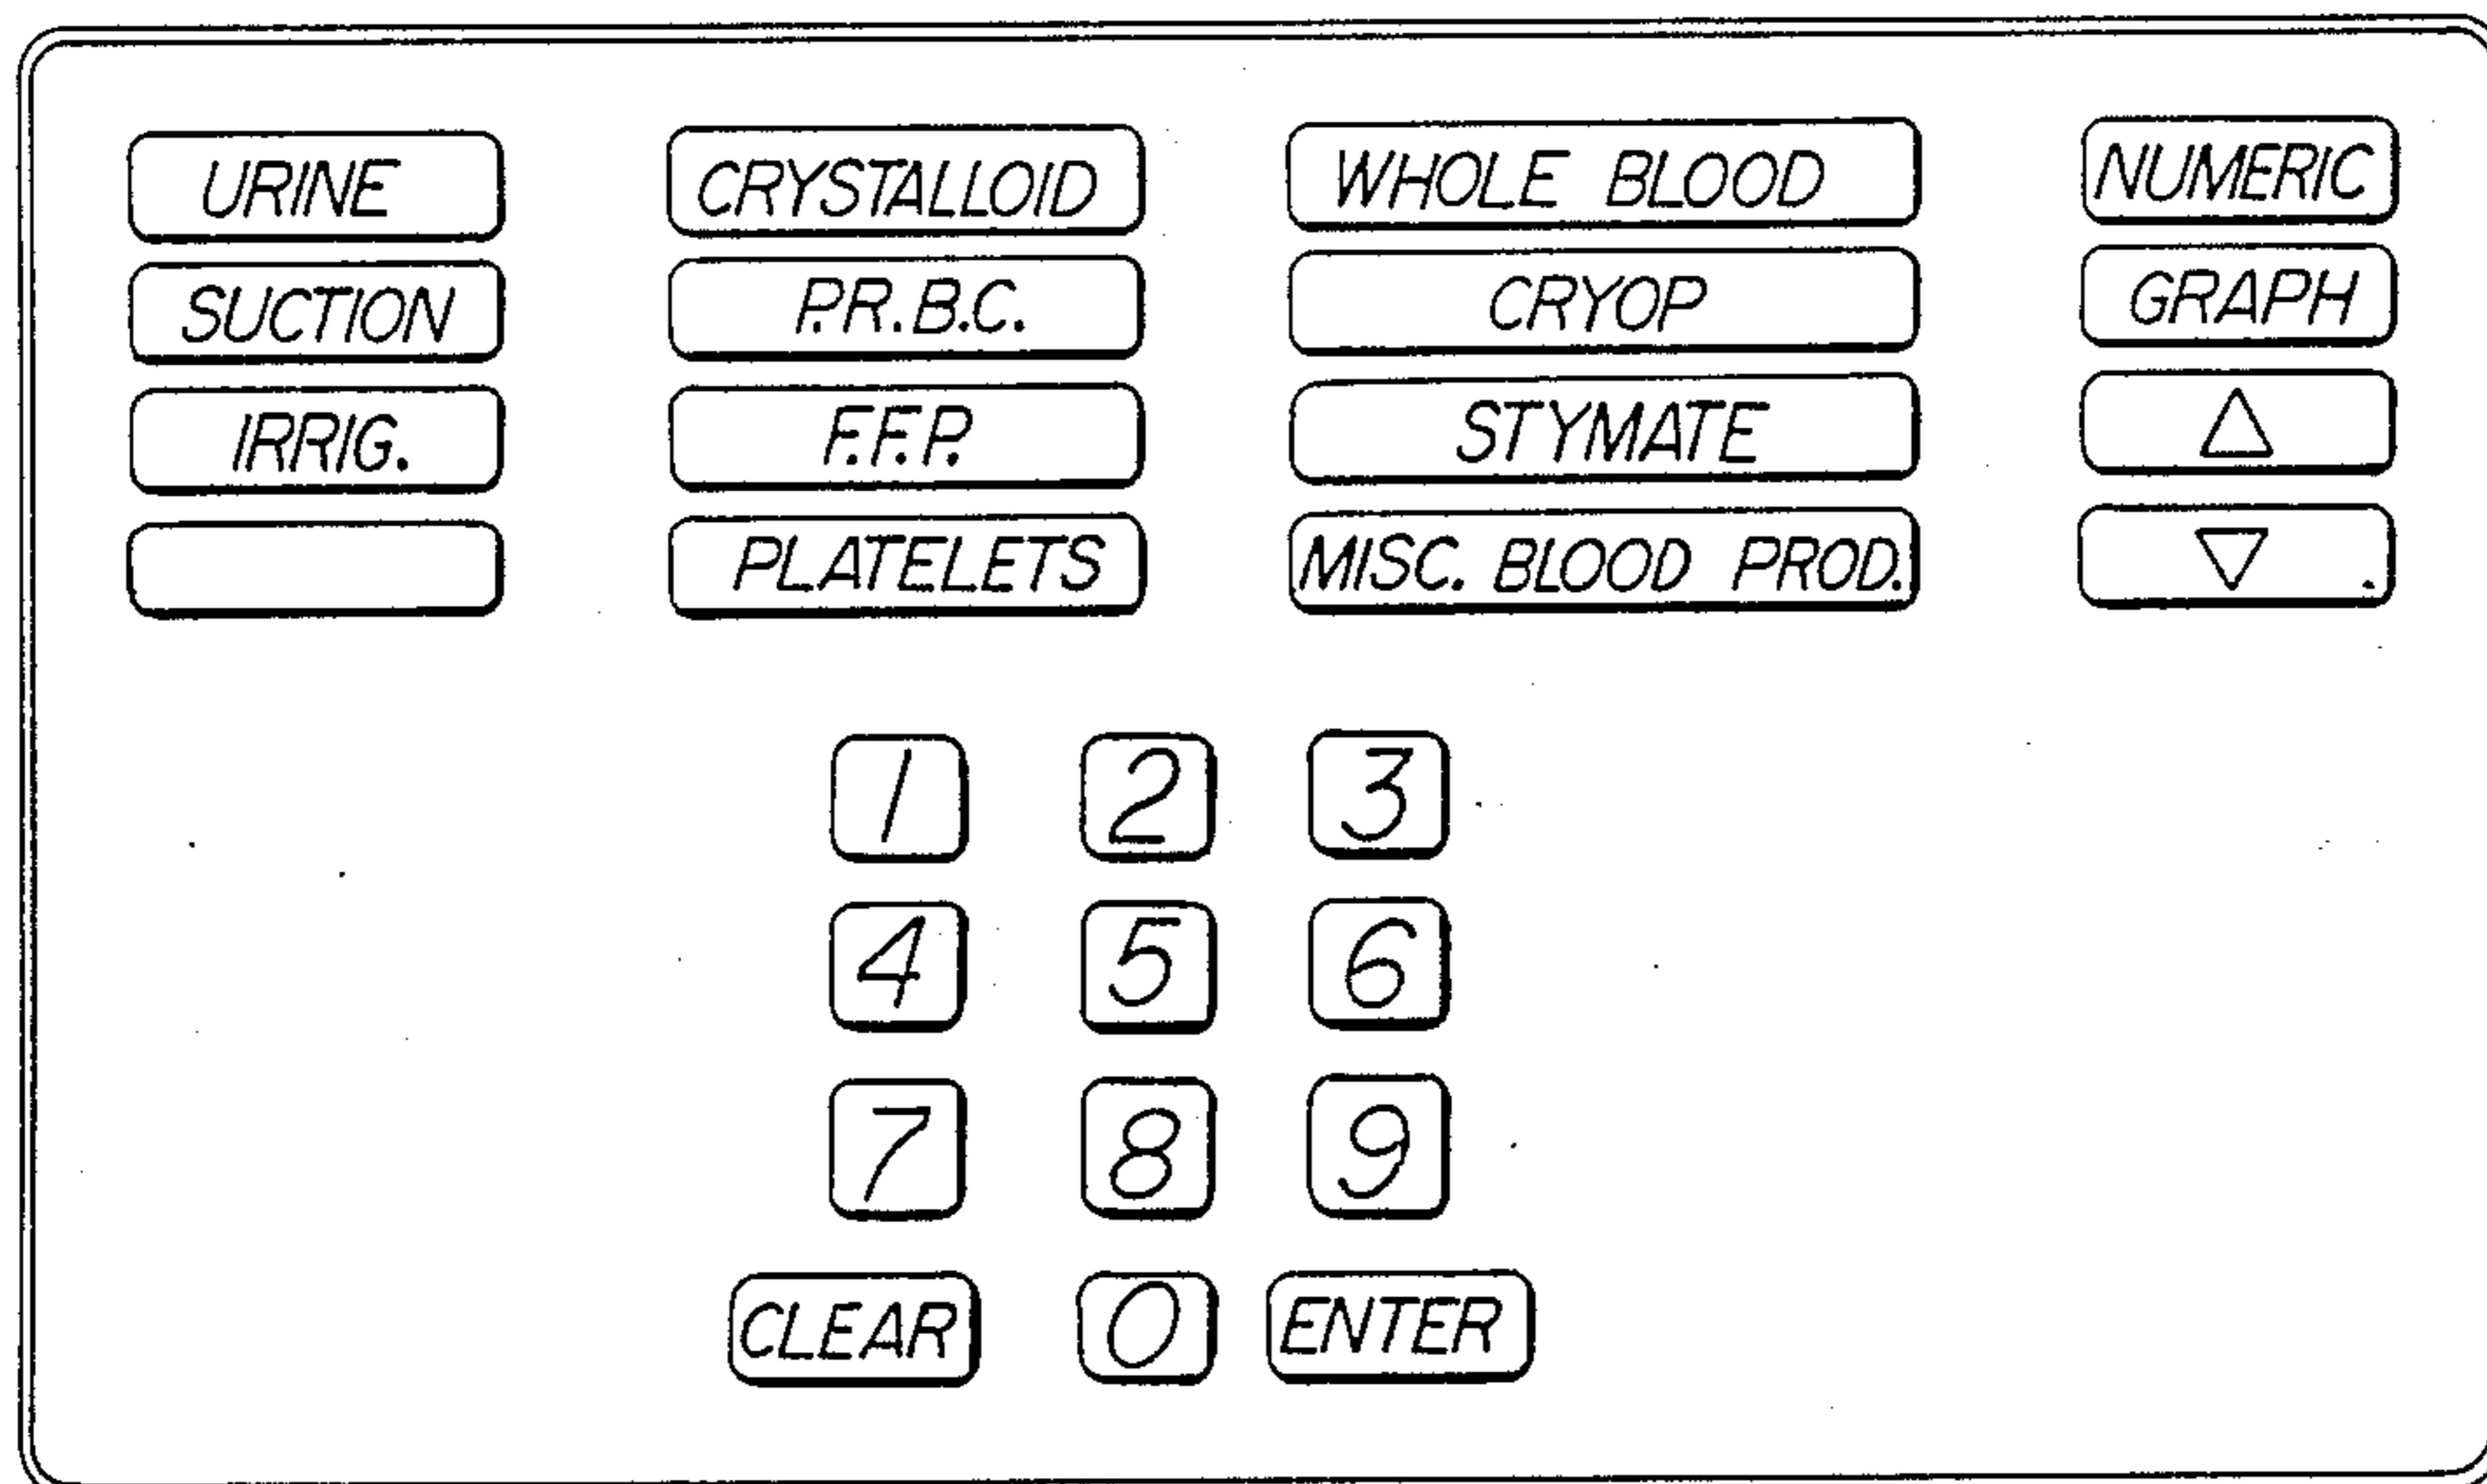 URINE CRYSTALLOID WHOLE BLOOD NUMERIC
SUCTION P.R.B.C. CRYOP GRAPH
IRRIG. F.F.P. STYMATE
PLATELETS MISC. BLOOD PROD.
1 2 3
4 5 6
7 8 9
CLEAR 0 ENTER